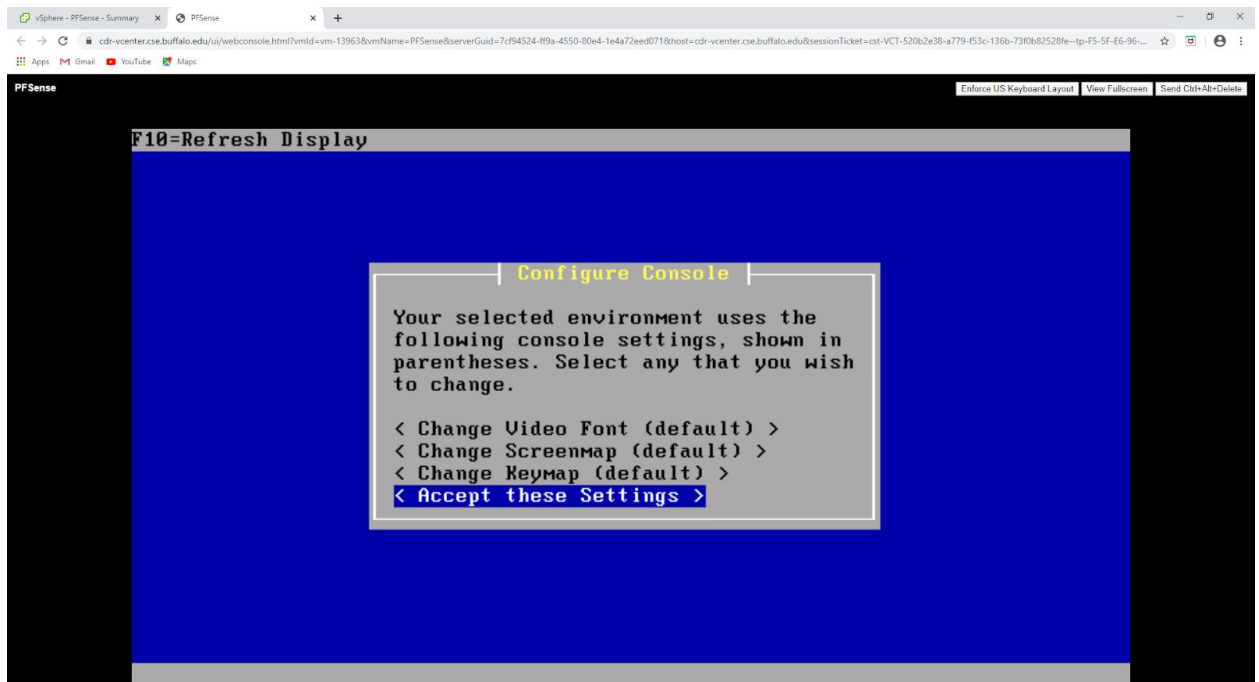 vSphere - PFSense - Summary
PFSense
cdr-vcenter.cse.buffalo.edu/ui/webconsole.html?vmId=vm-13963&vmName=PFSense&serverGuid=7cf94524-ff9a-4550-80e4-1e4a72eed071&host=cdr-vcenter.cse.buffalo.edu&sessionTicket=cst-VCT-520b2e38-a779-f53c-136b-73f0b82528fe--tp-F5-5F-E6-96-...
Apps Gmail YouTube Maps
PFSense
Enforce US Keyboard Layout View Fullscreen Send Ctrl+Alt+Delete
F10=Refresh Display
Configure Console
Your selected environment uses the
following console settings, shown in
parentheses. Select any that you wish
to change.
< Change Video Font (default) >
< Change Screenmap (default) >
< Change Keymap (default) >
< Accept these Settings >